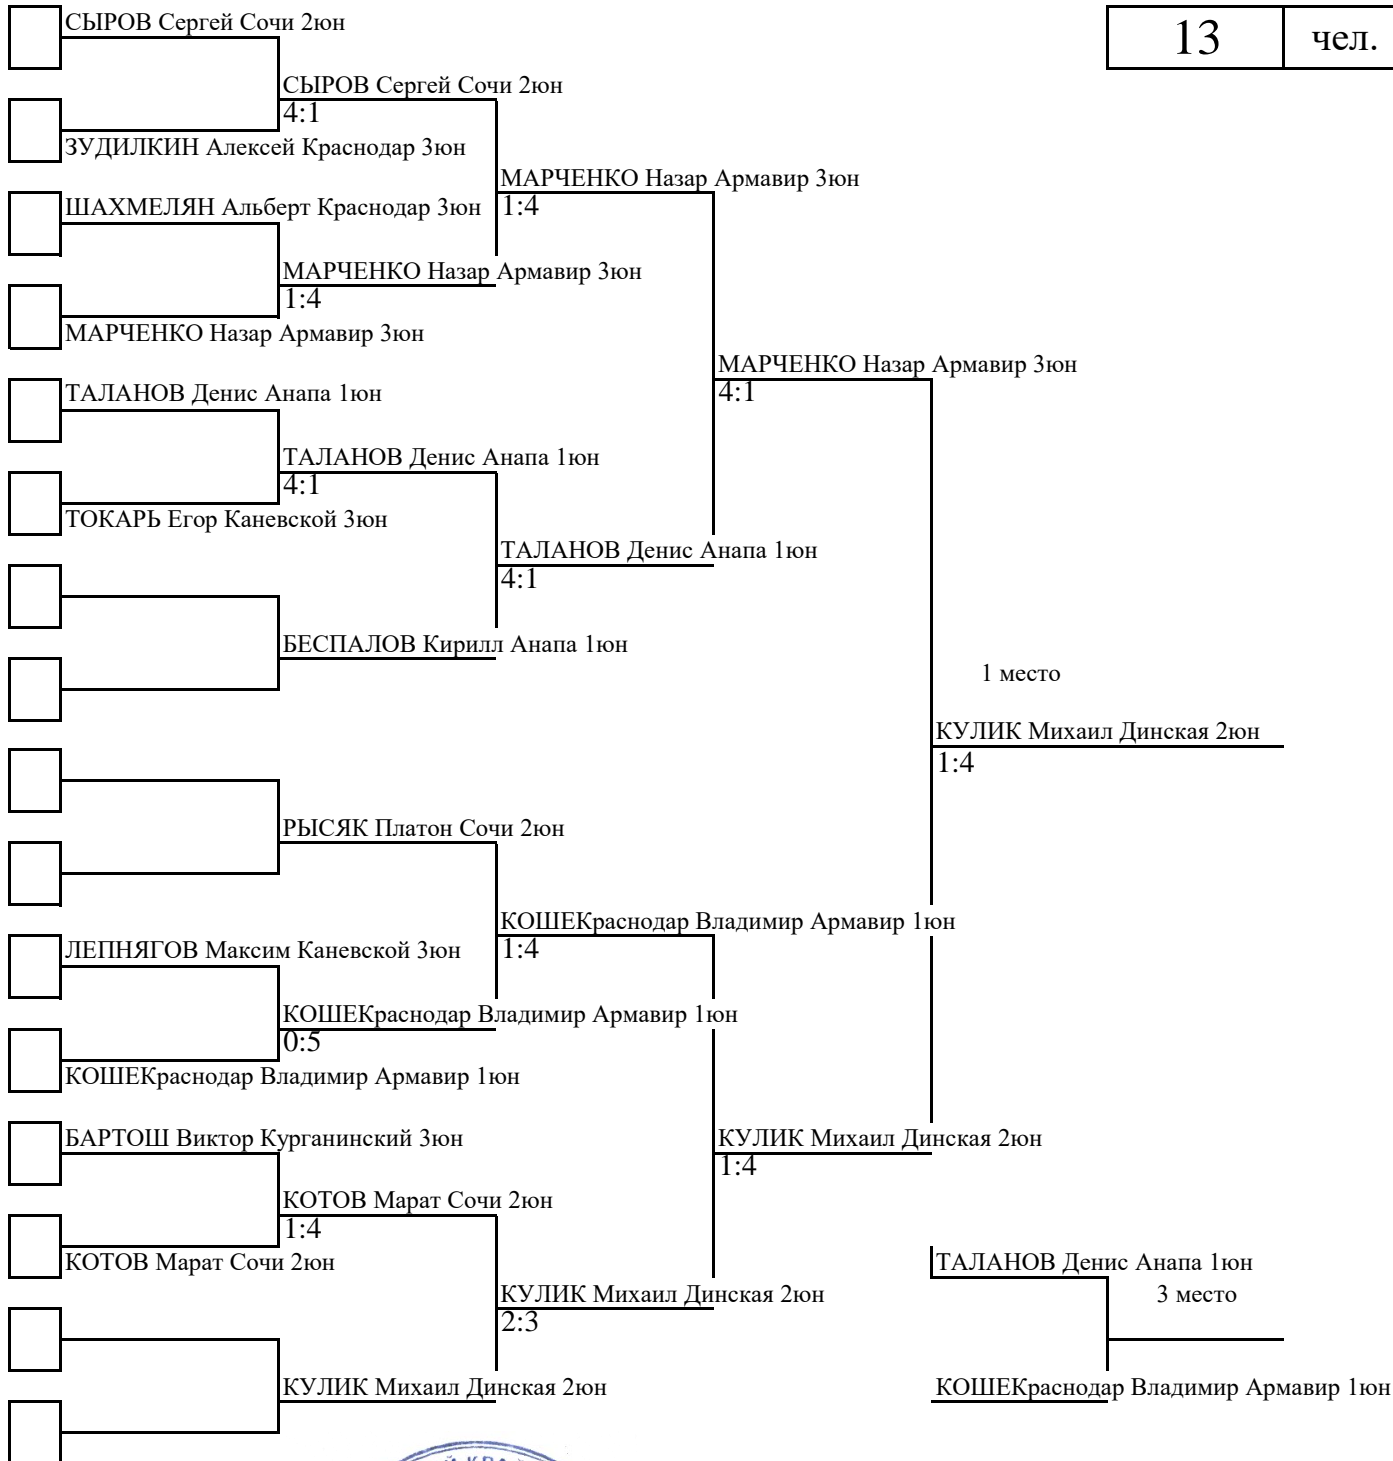 СЫРОВ Сергей Сочи 2юн
13 чел.
СЫРОВ Сергей Сочи 2юн
4:1
ЗУДИЛКИН Алексей Краснодар 3юн
МАРЧЕНКО Назар Армавир 3юн
ШАХМЕЛЯН Альберт Краснодар 3юн
1:4
МАРЧЕНКО Назар Армавир 3юн
1:4
МАРЧЕНКО Назар Армавир 3юн
МАРЧЕНКО Назар Армавир 3юн
4:1
ТАЛАНОВ Денис Анапа 1юн
ТАЛАНОВ Денис Анапа 1юн
4:1
ТОКАРЬ Егор Каневской 3юн
ТАЛАНОВ Денис Анапа 1юн
4:1
БЕСПАЛОВ Кирилл Анапа 1юн
1 место
КУЛИК Михаил Динская 2юн
1:4
РЫСЯК Платон Сочи 2юн
КОШЕКраснодар Владимир Армавир 1юн
1:4
ЛЕПНЯГОВ Максим Каневской 3юн
КОШЕКраснодар Владимир Армавир 1юн
0:5
КОШЕКраснодар Владимир Армавир 1юн
БАРТОШ Виктор Курганинский 3юн
КУЛИК Михаил Динская 2юн
1:4
КОТОВ Марат Сочи 2юн
1:4
КОТОВ Марат Сочи 2юн
ТАЛАНОВ Денис Анапа 1юн
КУЛИК Михаил Динская 2юн
3 место
2:3
КУЛИК Михаил Динская 2юн
КОШЕКраснодар Владимир Армавир 1юн